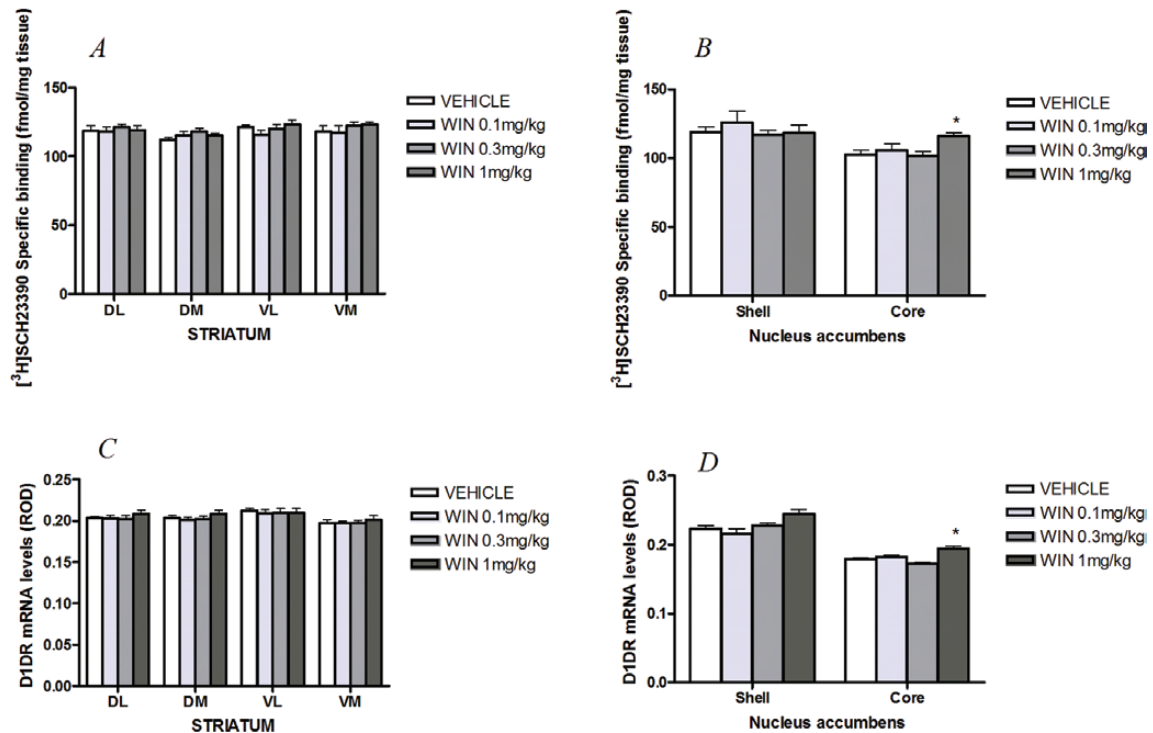 A
[³H]SCH23390 Specific binding (fmol/mg tissue)
150
100
50
0
DL DM VL VM
STRIATUM
VEHICLE
WIN 0.1mg/kg
WIN 0.3mg/kg
WIN 1mg/kg
B
[³H]SCH23390 Specific binding (fmol/mg tissue)
150
100
50
0
*
Shell Core
Nucleus accumbens
VEHICLE
WIN 0.1mg/kg
WIN 0.3mg/kg
WIN 1mg/kg
C
D1DR mRNA levels (ROD)
0.25
0.20
0.15
0.10
0.05
0.00
DL DM VL VM
STRIATUM
VEHICLE
WIN 0.1mg/kg
WIN 0.3mg/kg
WIN 1mg/kg
D
D1DR mRNA levels (ROD)
0.3
0.2
0.1
0.0
*
Shell Core
Nucleus accumbens
VEHICLE
WIN 0.1mg/kg
WIN 0.3mg/kg
WIN 1mg/kg